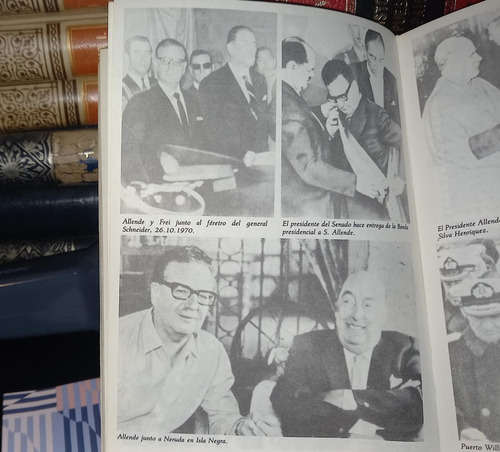 Allende y Frei junto al féretro del general
Schneider, 26.10.1970.
El presidente del Senado hace entrega de la Banda
presidencial a S. Allende.
El Presidente Allend
Silva Henríquez.
Allende junto a Neruda en Isla Negra.
Puerto Will